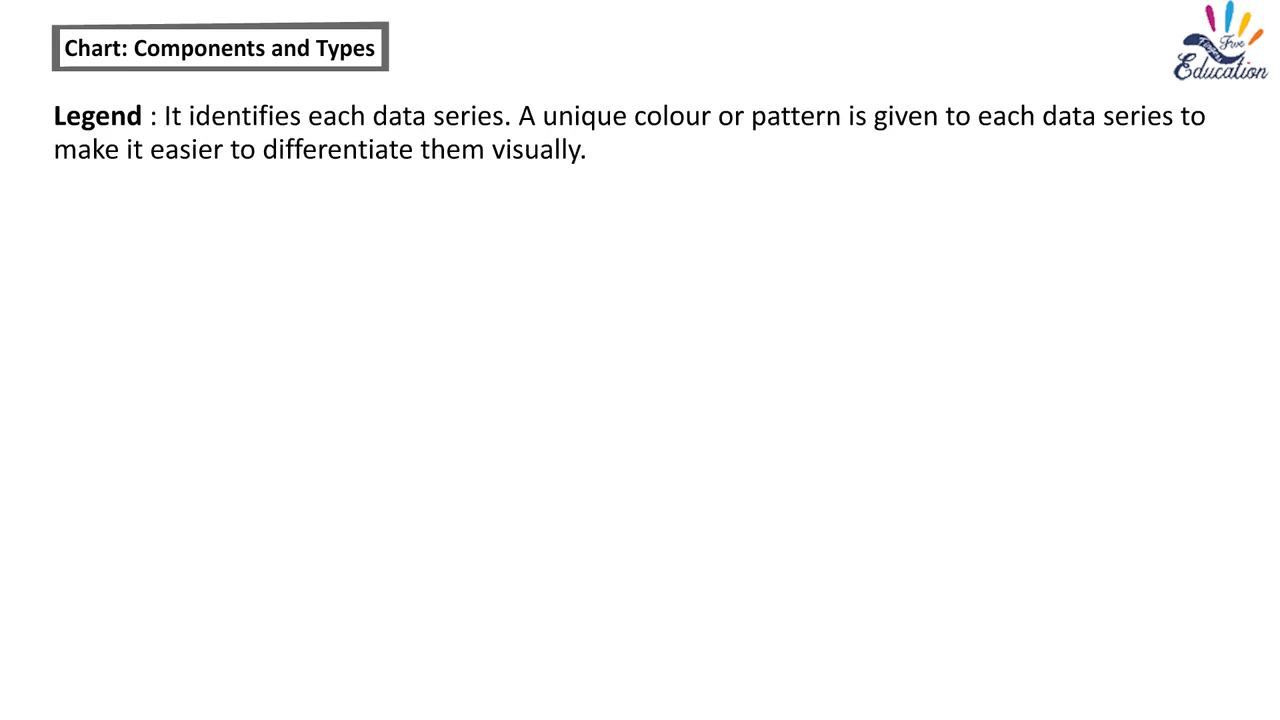 Chart: Components and Types
Five
Education
Legend : It identifies each data series. A unique colour or pattern is given to each data series to
make it easier to differentiate them visually.